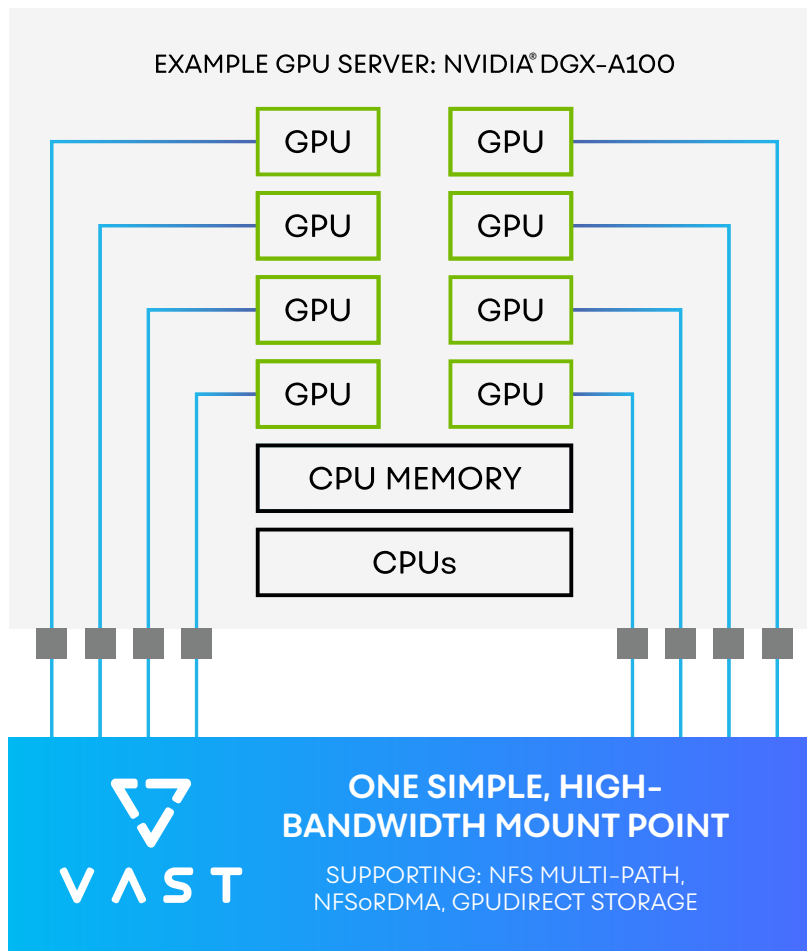 EXAMPLE GPU SERVER: NVIDIA® DGX-A100
GPU GPU
GPU GPU
GPU GPU
GPU GPU
CPU MEMORY
CPUs
VAST
ONE SIMPLE, HIGH-
BANDWIDTH MOUNT POINT
SUPPORTING: NFS MULTI-PATH,
NFSoRDMA, GPUDIRECT STORAGE